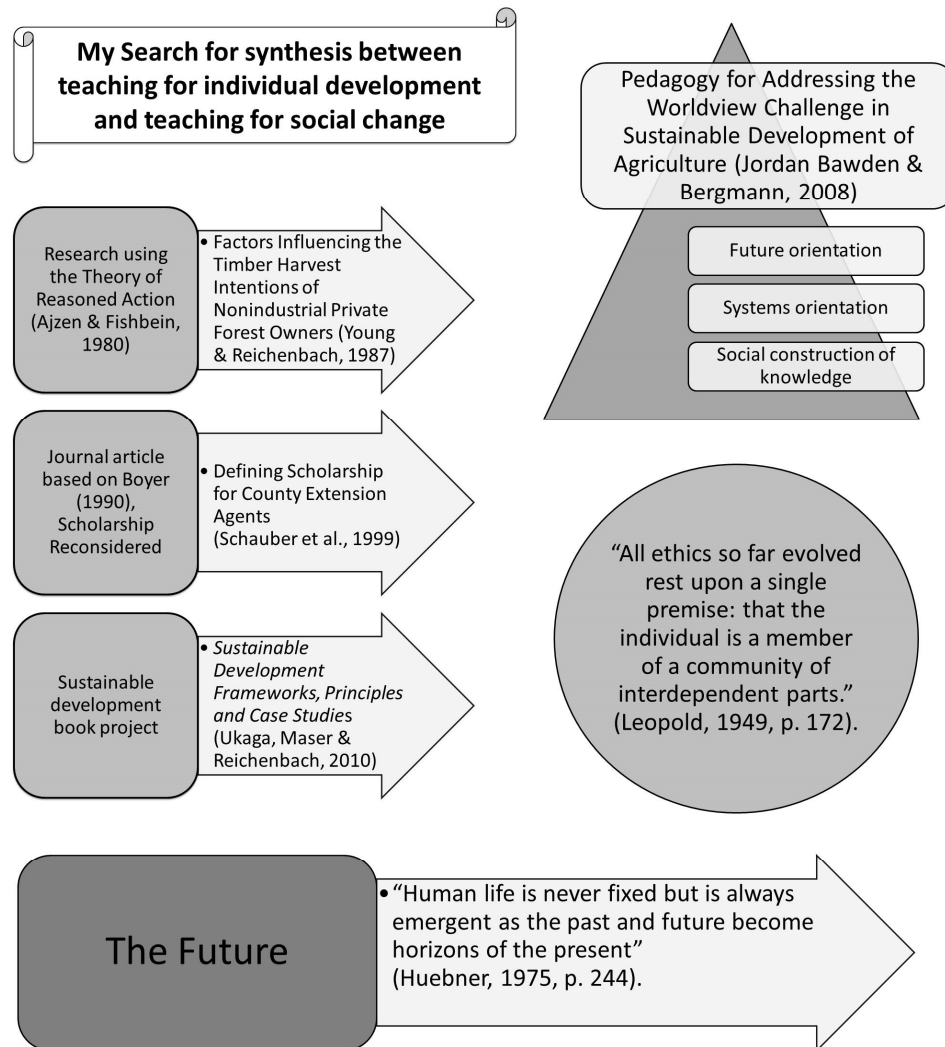 My Search for synthesis between
teaching for individual development
and teaching for social change
Pedagogy for Addressing the
Worldview Challenge in
Sustainable Development of
Agriculture (Jordan Bawden &
Bergmann, 2008)
Future orientation
Systems orientation
Social construction of
knowledge
Research using
the Theory of
Reasoned Action
(Ajzen & Fishbein,
1980)
• Factors Influencing the
Timber Harvest
Intentions of
Nonindustrial Private
Forest Owners (Young
& Reichenbach, 1987)
Journal article
based on Boyer
(1990),
Scholarship
Reconsidered
• Defining Scholarship
for County Extension
Agents
(Schauber et al., 1999)
Sustainable
development
book project
• Sustainable
Development
Frameworks, Principles
and Case Studies
(Ukaga, Maser &
Reichenbach, 2010)
“All ethics so far evolved
rest upon a single
premise: that the
individual is a member
of a community of
interdependent parts.”
(Leopold, 1949, p. 172).
The Future
• “Human life is never fixed but is always
emergent as the past and future become
horizons of the present”
(Huebner, 1975, p. 244).